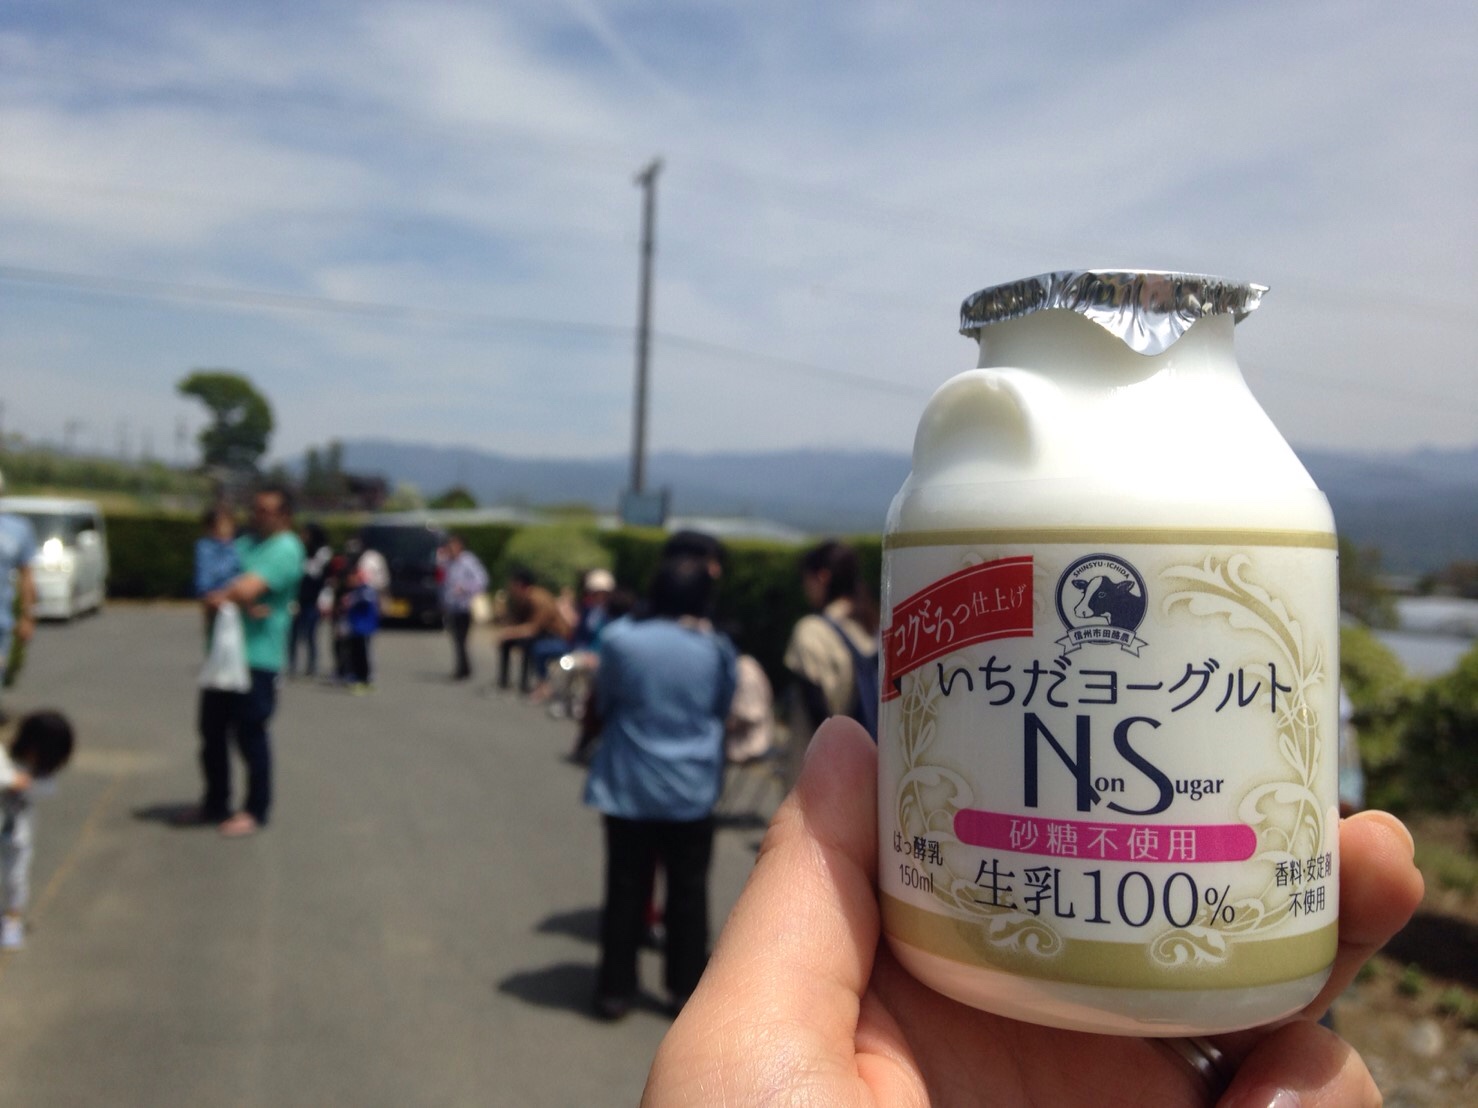 コクとろっ仕上げ
SHINSYU・ICHIDA
信州市田酪農
いちだヨーグルト
Non Sugar
砂糖不使用
はっ酵乳
150ml
生乳100%
香料・安定剤
不使用